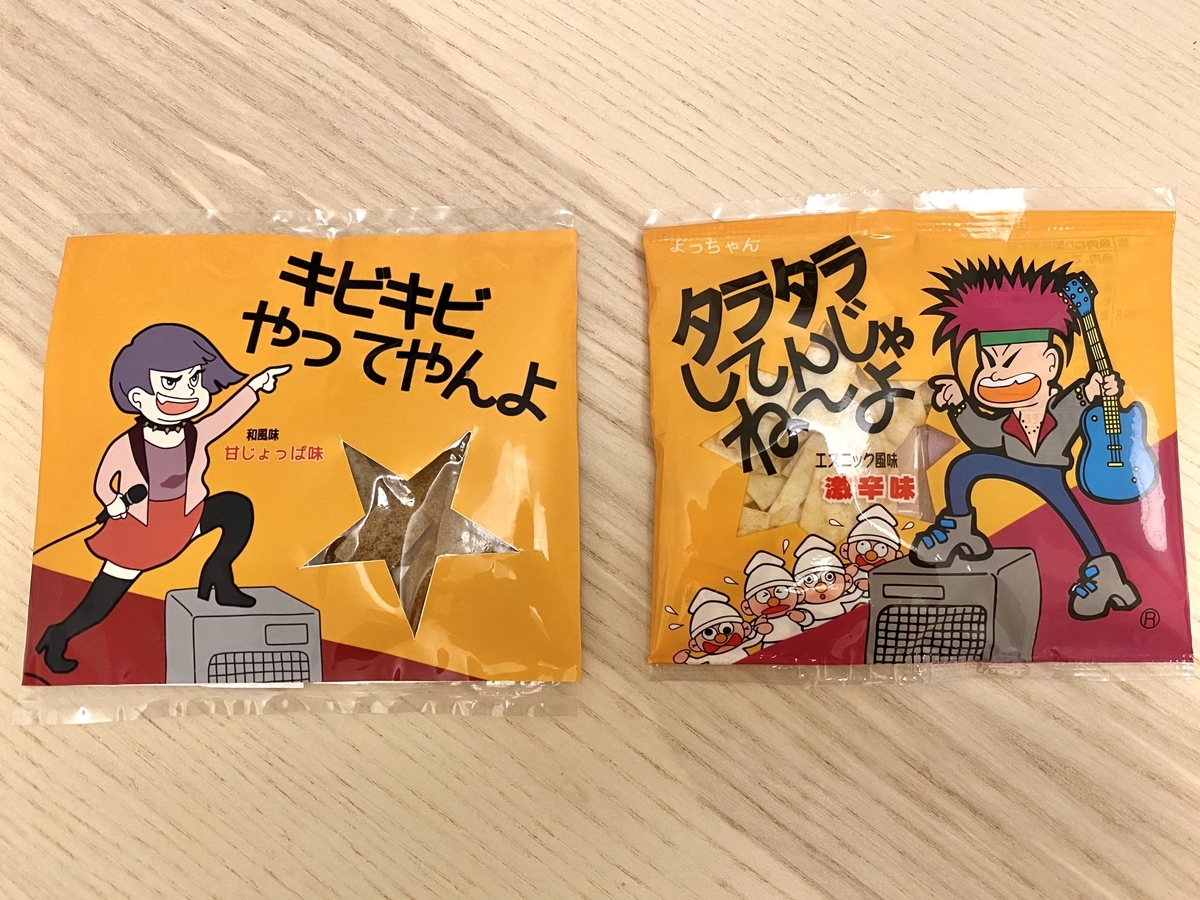 キビキビ
やってやんよ
和風味
甘じょっぱ味
よっちゃん
タラタラ
してんじゃ
ね〜よ
エスニック風味
激辛味
®